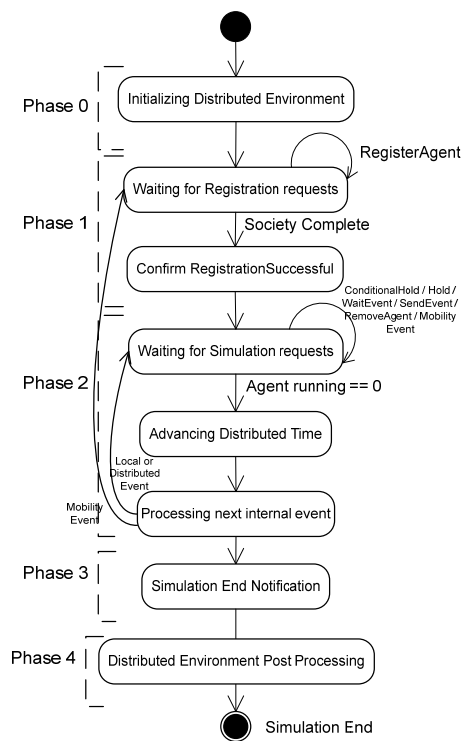 Phase 0
Initializing Distributed Environment
RegisterAgent
Waiting for Registration requests
Phase 1
Society Complete
Confirm RegistrationSuccessful
ConditionalHold / Hold /
WaitEvent / SendEvent /
RemoveAgent / Mobility
Event
Waiting for Simulation requests
Phase 2
Agent running == 0
Advancing Distributed Time
Local or
Distributed
Event
Mobility
Event
Processing next internal event
Phase 3
Simulation End Notification
Phase 4
Distributed Environment Post Processing
Simulation End